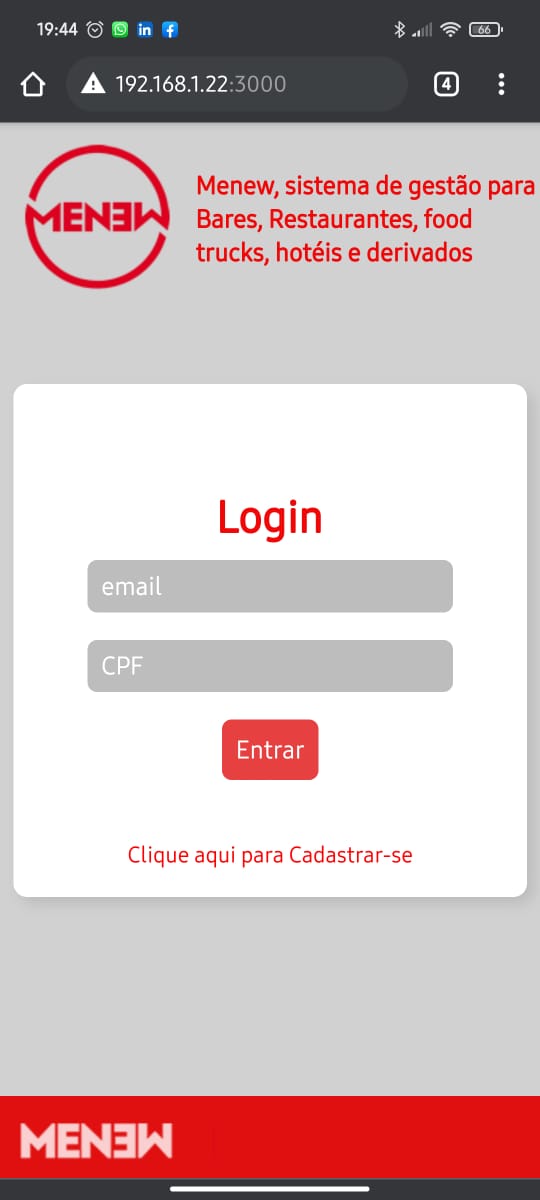 19:44
66
192.168.1.22:3000
4
MENEW
Menew, sistema de gestão para
Bares, Restaurantes, food
trucks, hotéis e derivados
Login
email
CPF
Entrar
Clique aqui para Cadastrar-se
MENEW